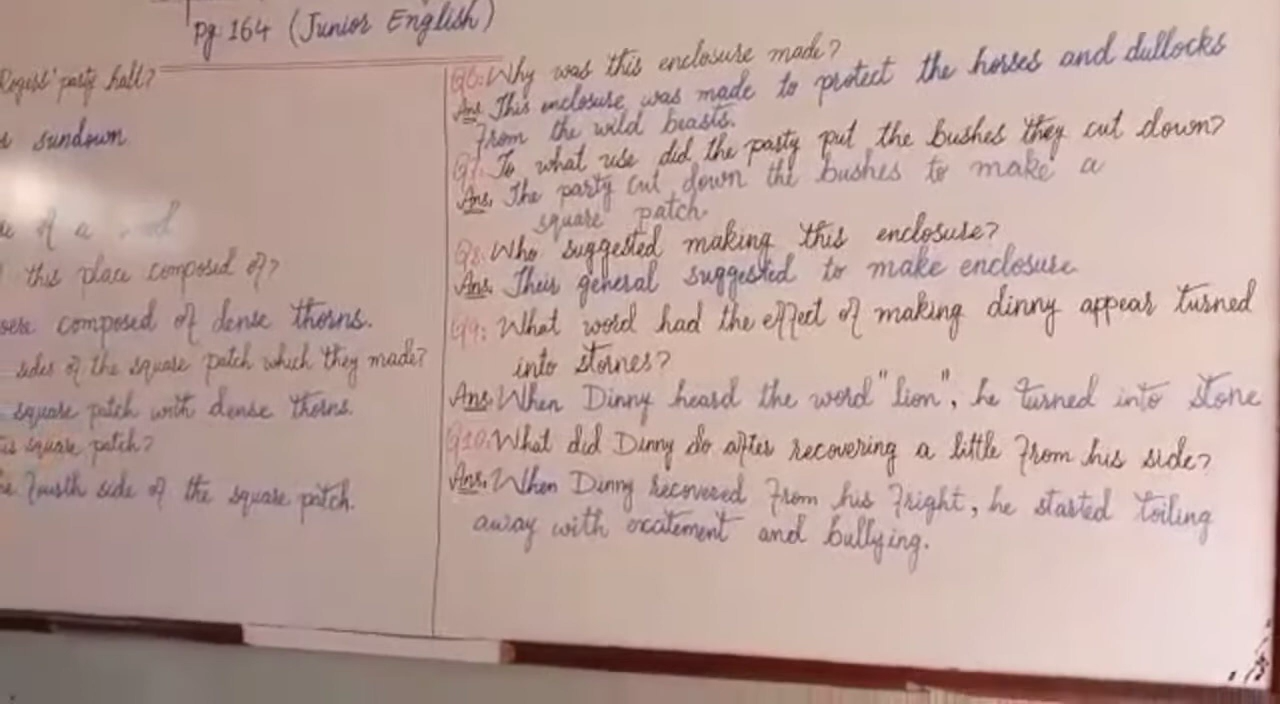 Pg. 164 (Junior English)
Rogers' party halt?
sundown
of a
this place composed of?
were composed of dense thorns.
sides of the square patch which they made?
square patch with dense thorns.
square patch?
fourth side of the square patch.
Q6. Why was this enclosure made?
Ans. This enclosure was made to protect the horses and dullocks
from the wild beasts.
Q7. To what use did the party put the bushes they cut down?
Ans. The party cut down the bushes to make a
square patch.
Q8. Who suggested making this enclosure?
Ans. Their general suggested to make enclosure.
Q9. What word had the effect of making dinny appear turned
into stornes?
Ans. When Dinny heard the word "lion", he turned into stone
Q10. What did Dinny do after recovering a little from his side?
Ans. When Dinny recovered from his fright, he started toiling
away with excatement and bullying.